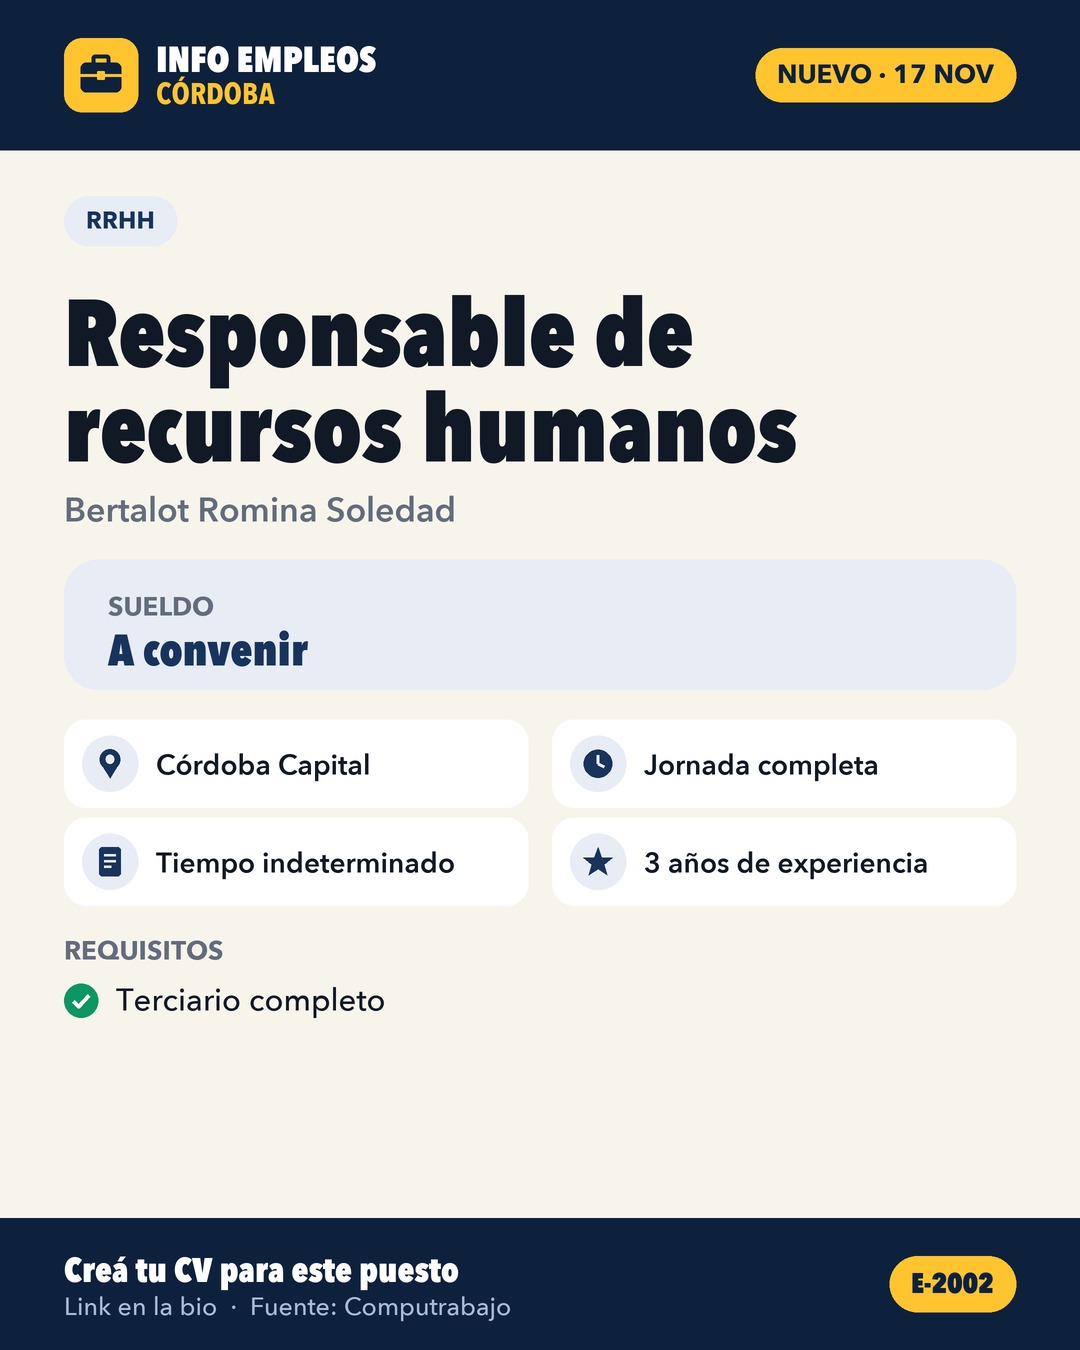 INFO EMPLEOS
CÓRDOBA
NUEVO · 17 NOV
RRHH
Responsable de
recursos humanos
Bertalot Romina Soledad
SUELDO
A convenir
Córdoba Capital
Jornada completa
Tiempo indeterminado
3 años de experiencia
REQUISITOS
Terciario completo
Creá tu CV para este puesto
Link en la bio · Fuente: Computrabajo
E-2002